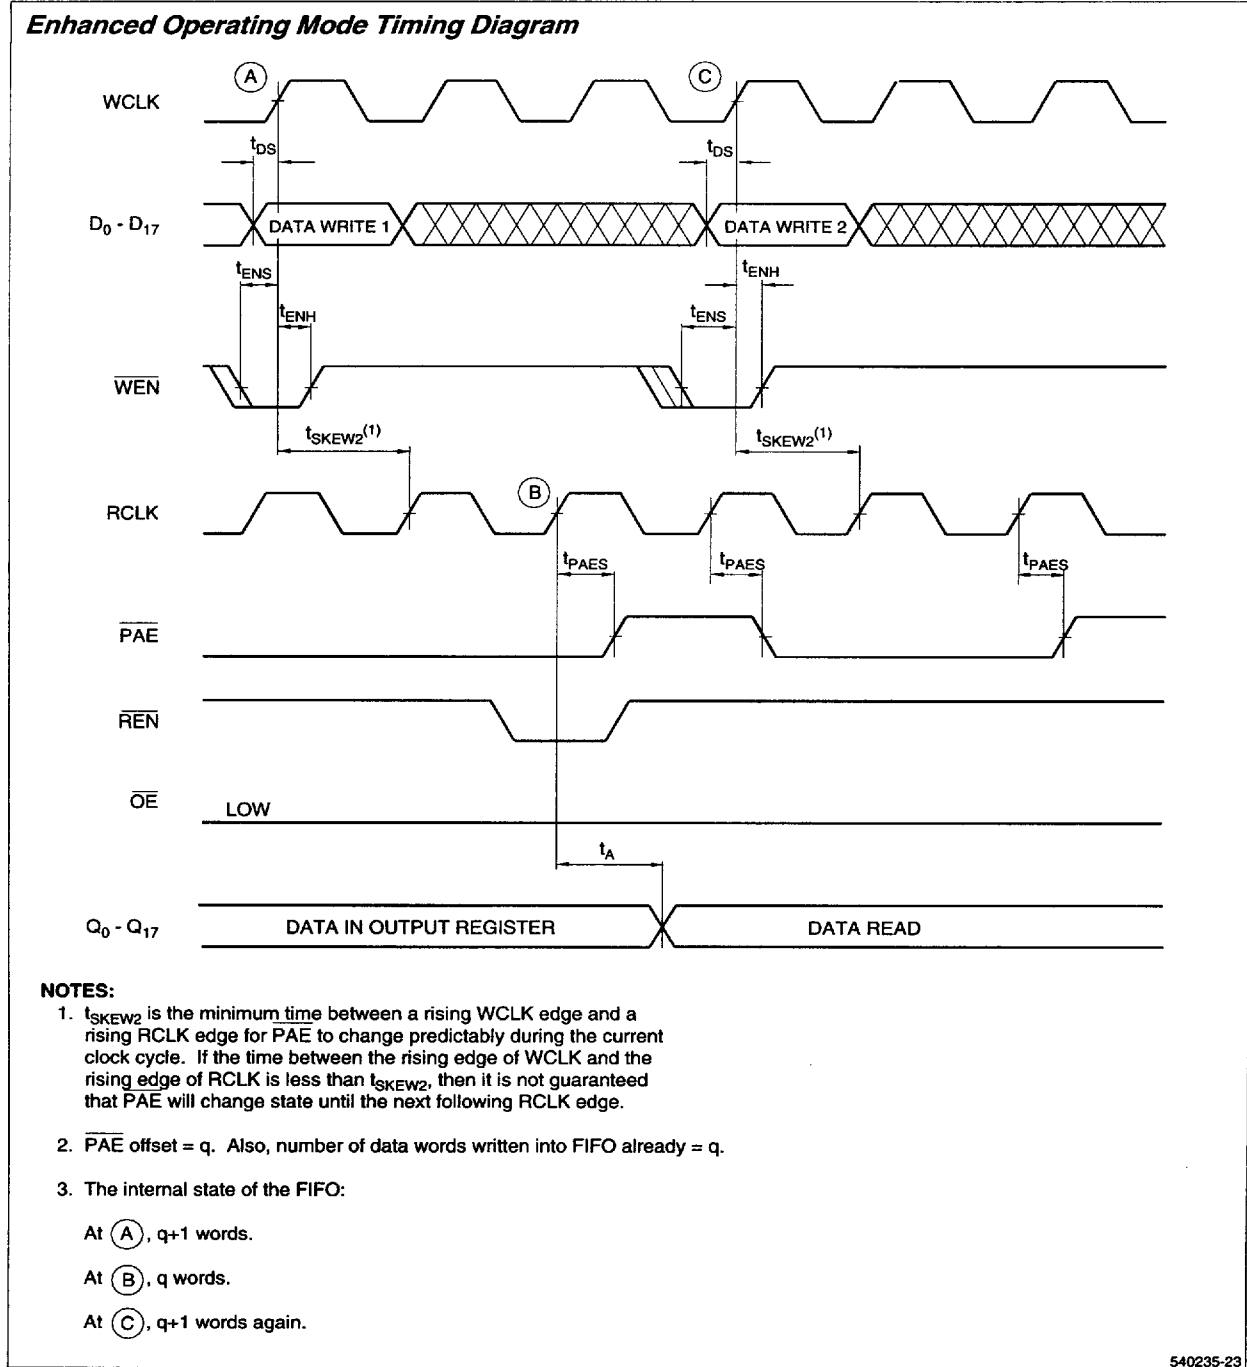 Enhanced Operating Mode Timing Diagram
A
C
WCLK
tDS
tDS
D0 - D17
DATA WRITE 1
DATA WRITE 2
tENS
tENH
tENH
tENS
WEN
tSKEW2(1)
tSKEW2(1)
B
RCLK
tPAES
tPAES
tPAES
PAE
REN
OE
LOW
tA
Q0 - Q17
DATA IN OUTPUT REGISTER
DATA READ
NOTES:
1. tSKEW2 is the minimum time between a rising WCLK edge and a
rising RCLK edge for PAE to change predictably during the current
clock cycle. If the time between the rising edge of WCLK and the
rising edge of RCLK is less than tSKEW2, then it is not guaranteed
that PAE will change state until the next following RCLK edge.
2. PAE offset = q. Also, number of data words written into FIFO already = q.
3. The internal state of the FIFO:
At A, q+1 words.
At B, q words.
At C, q+1 words again.
540235-23